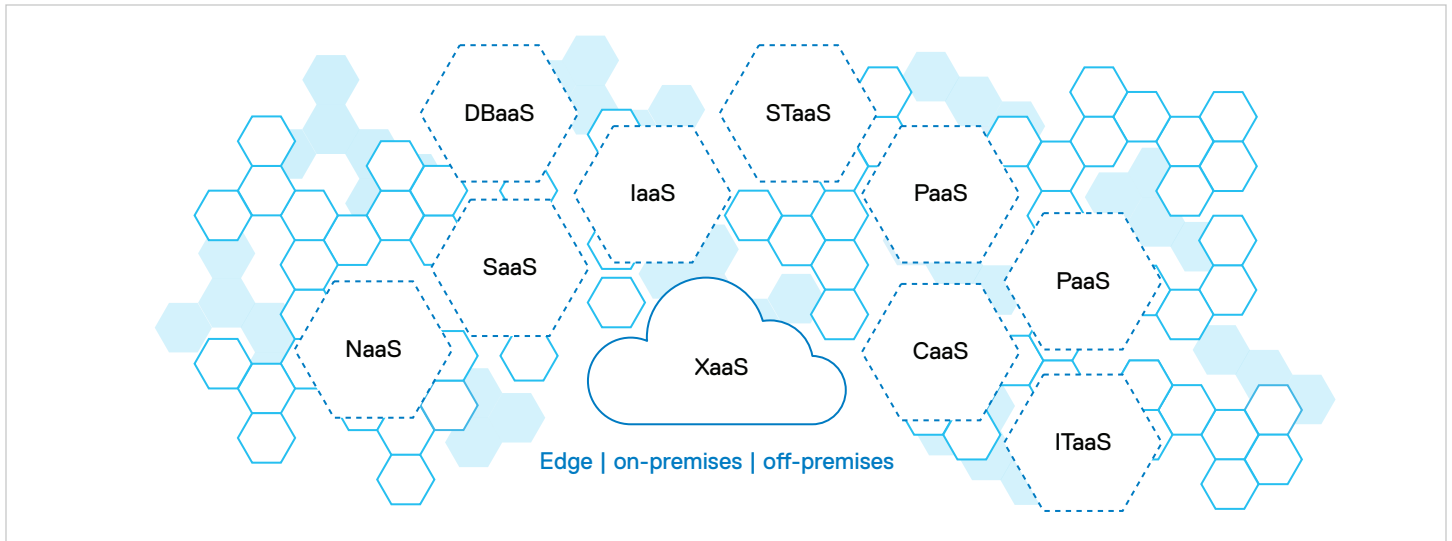 DBaaS
STaaS
IaaS
PaaS
SaaS
PaaS
NaaS
CaaS
XaaS
ITaaS
Edge | on-premises | off-premises